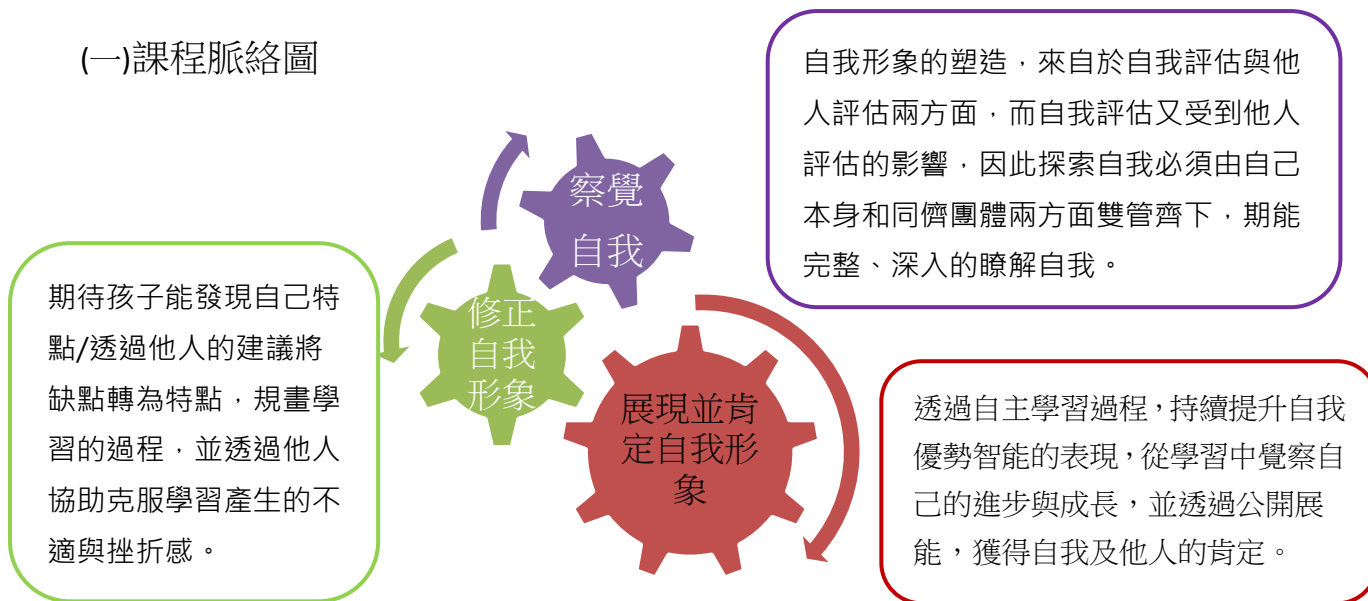 (一)課程脈絡圖
自我形象的塑造，來自於自我評估與他
人評估兩方面，而自我評估又受到他人
評估的影響，因此探索自我必須由自己
本身和同儕團體兩方面雙管齊下，期能
完整、深入的瞭解自我。
察覺
自我
修正
自我
形象
期待孩子能發現自己特
點/透過他人的建議將
缺點轉為特點，規畫學
習的過程，並透過他人
協助克服學習產生的不
適與挫折感。
展現並肯
定自我形
象
透過自主學習過程，持續提升自我
優勢智能的表現，從學習中覺察自
己的進步與成長，並透過公開展
能，獲得自我及他人的肯定。